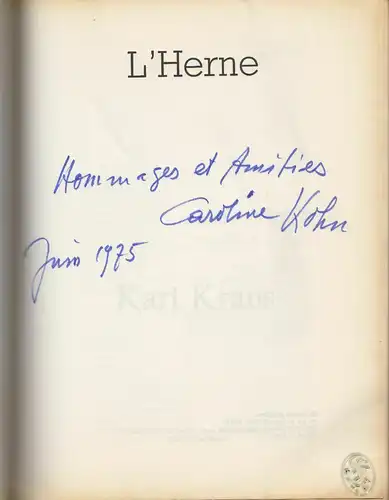 L'Herne
Hommages et Amitiés
Caroline Kohn
Juin 1975
Karl Kraus